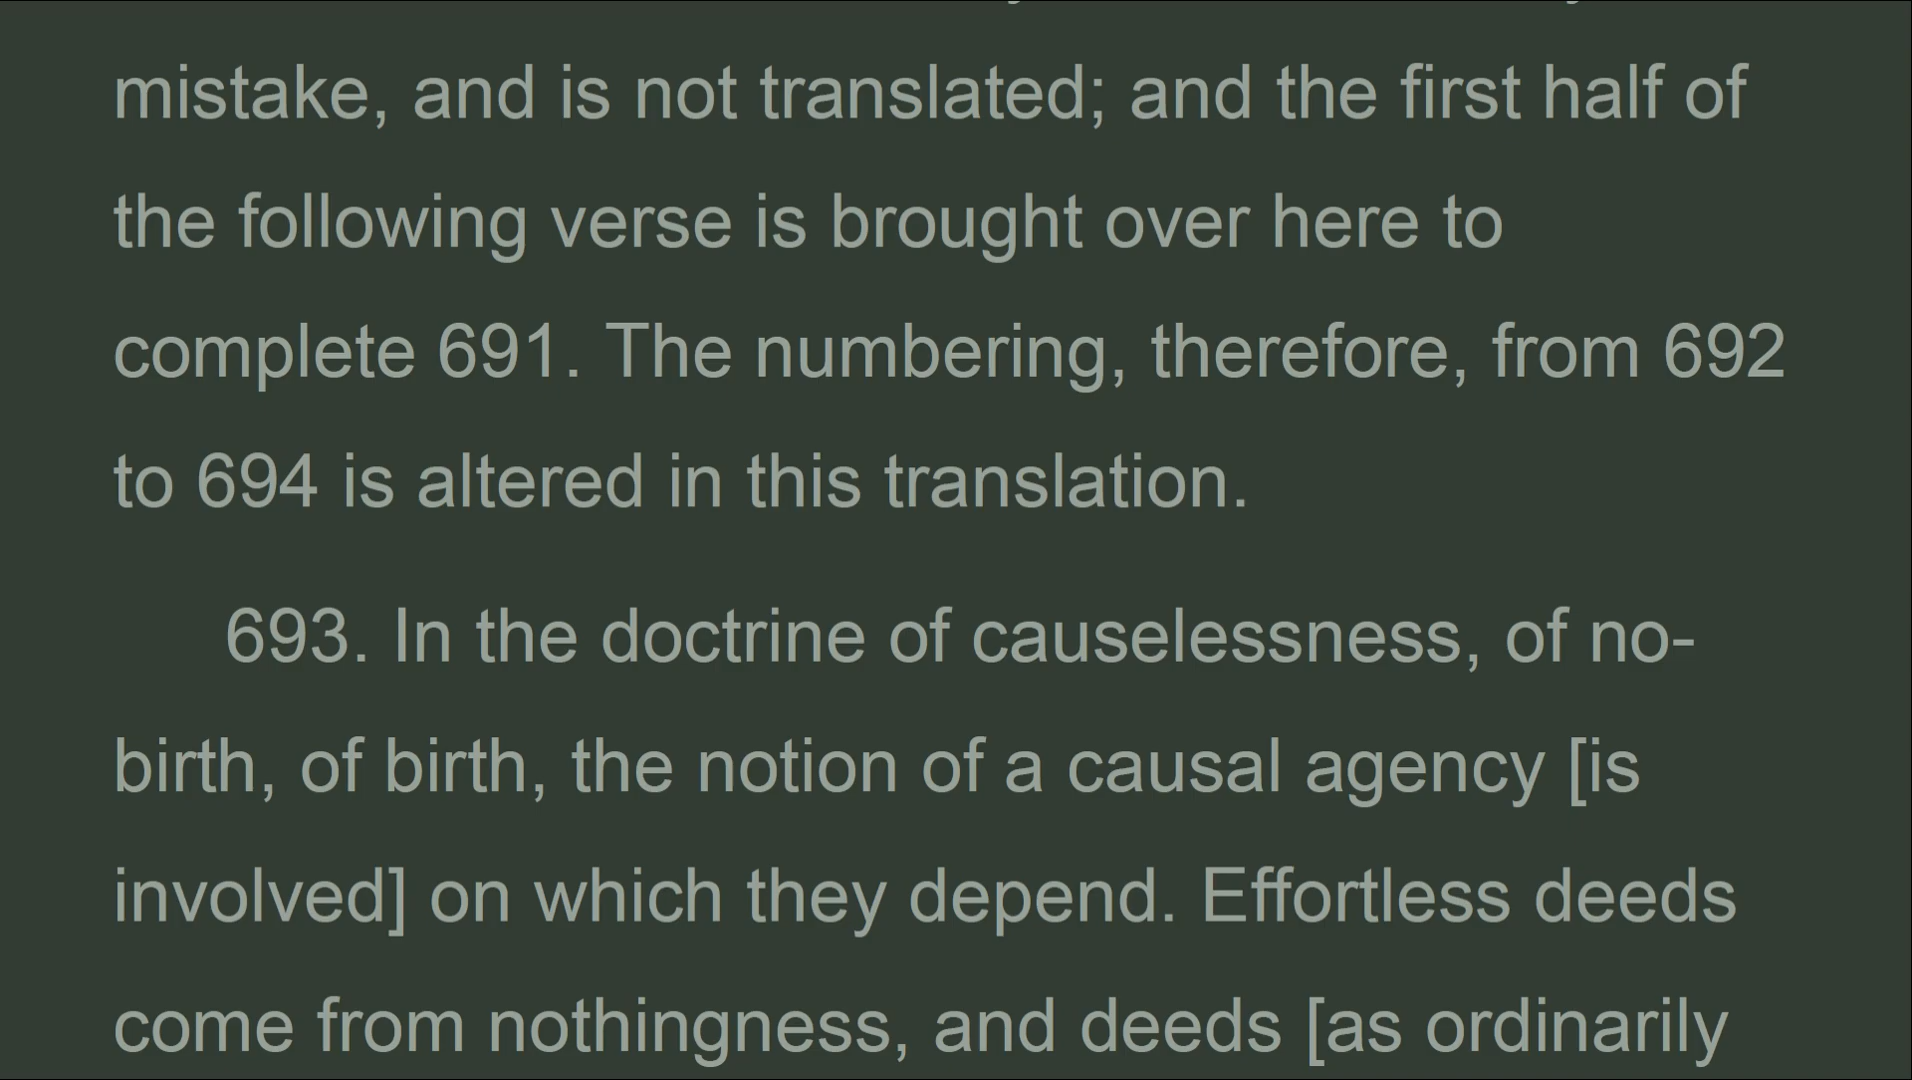 mistake, and is not translated; and the first half of
the following verse is brought over here to
complete 691. The numbering, therefore, from 692
to 694 is altered in this translation.
693. In the doctrine of causelessness, of no-
birth, of birth, the notion of a causal agency [is
involved] on which they depend. Effortless deeds
come from nothingness, and deeds [as ordinarily